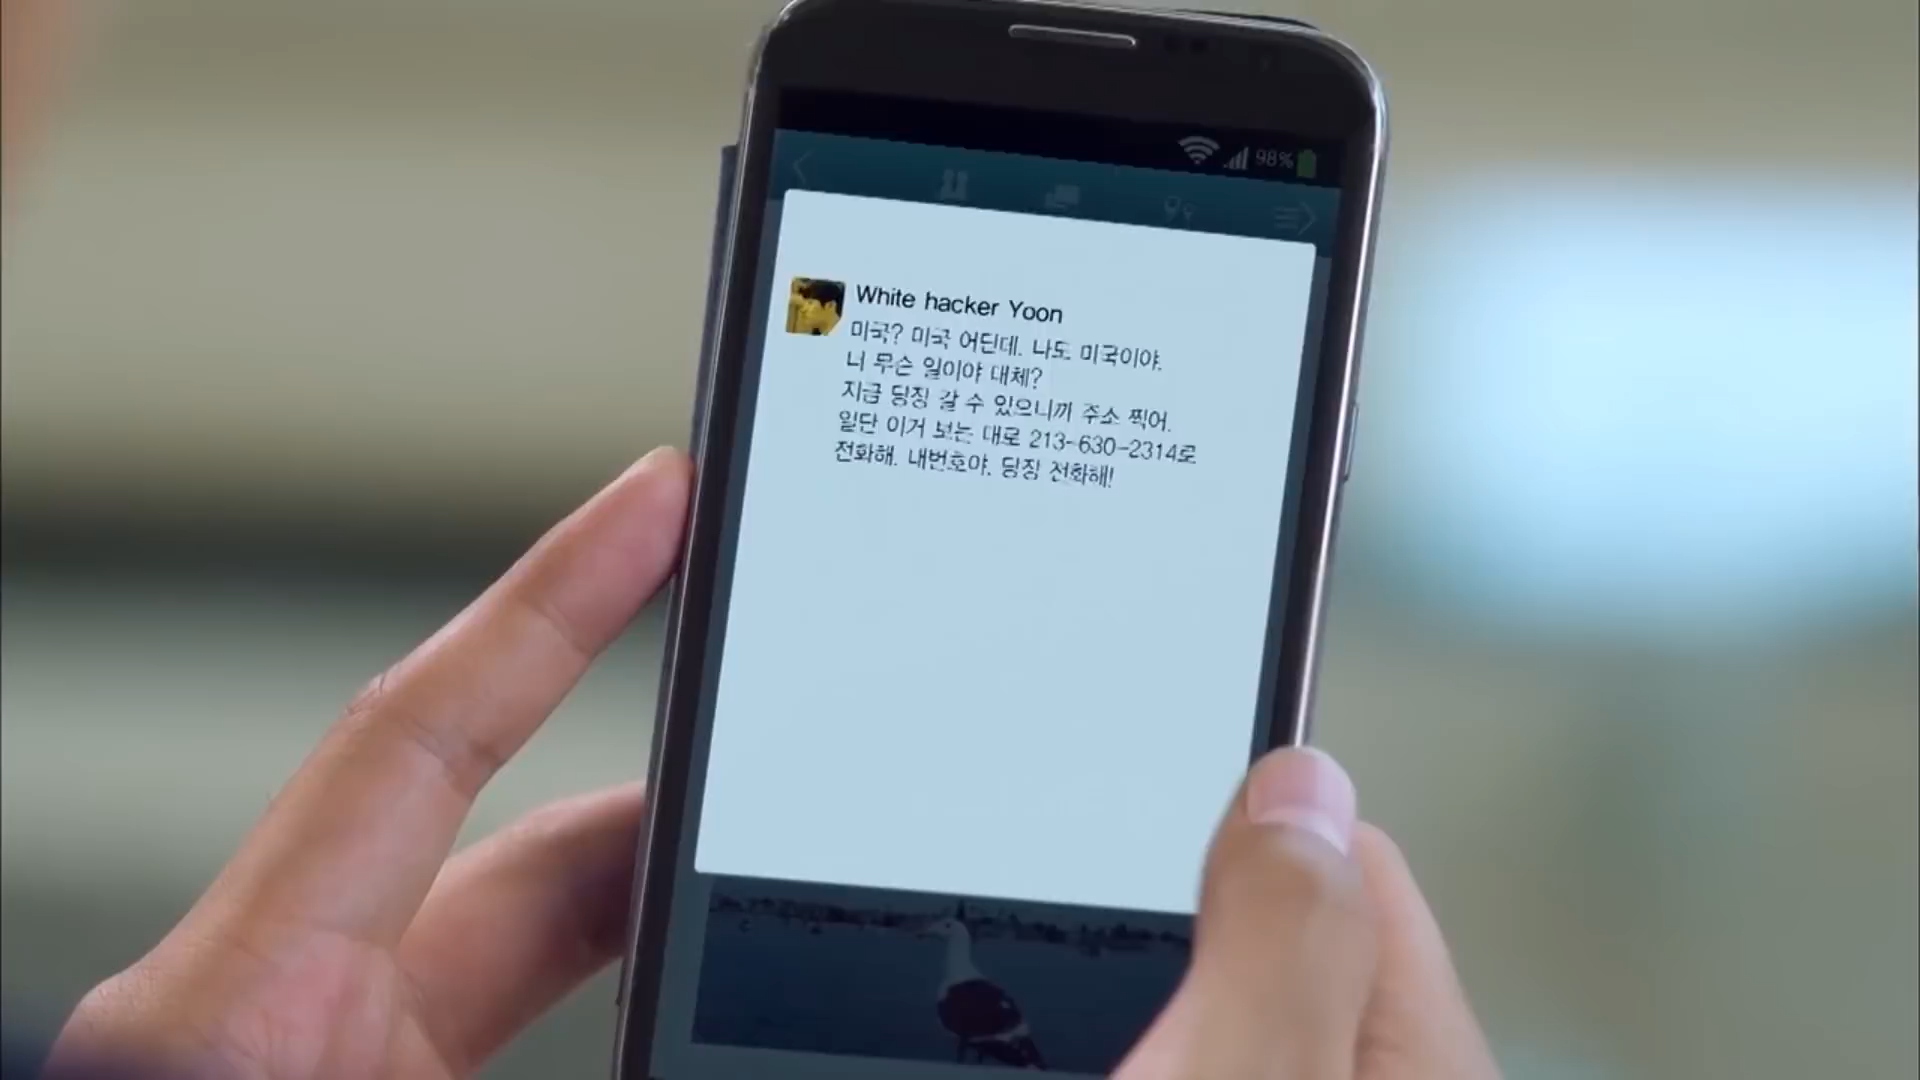 98%
White hacker Yoon
미국? 미국 어딘데. 나도 미국이야.
너 무슨 일이야 대체?
지금 당장 갈 수 있으니까 주소 찍어.
일단 이거 보는 대로 213-630-2314로
전화해. 내번호야. 당장 전화해!